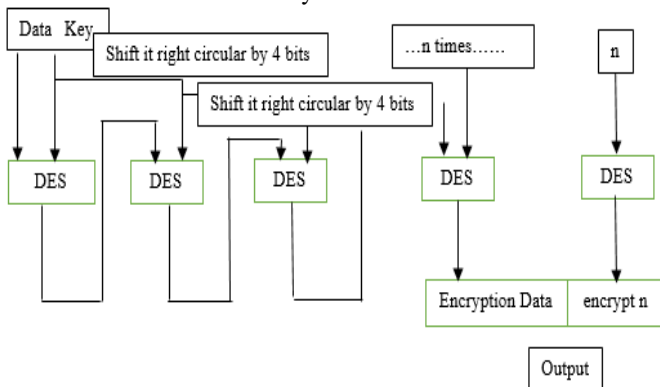 Data Key
Shift it right circular by 4 bits
...n times......
n
Shift it right circular by 4 bits
DES
DES
DES
DES
DES
Encryption Data
encrypt n
Output